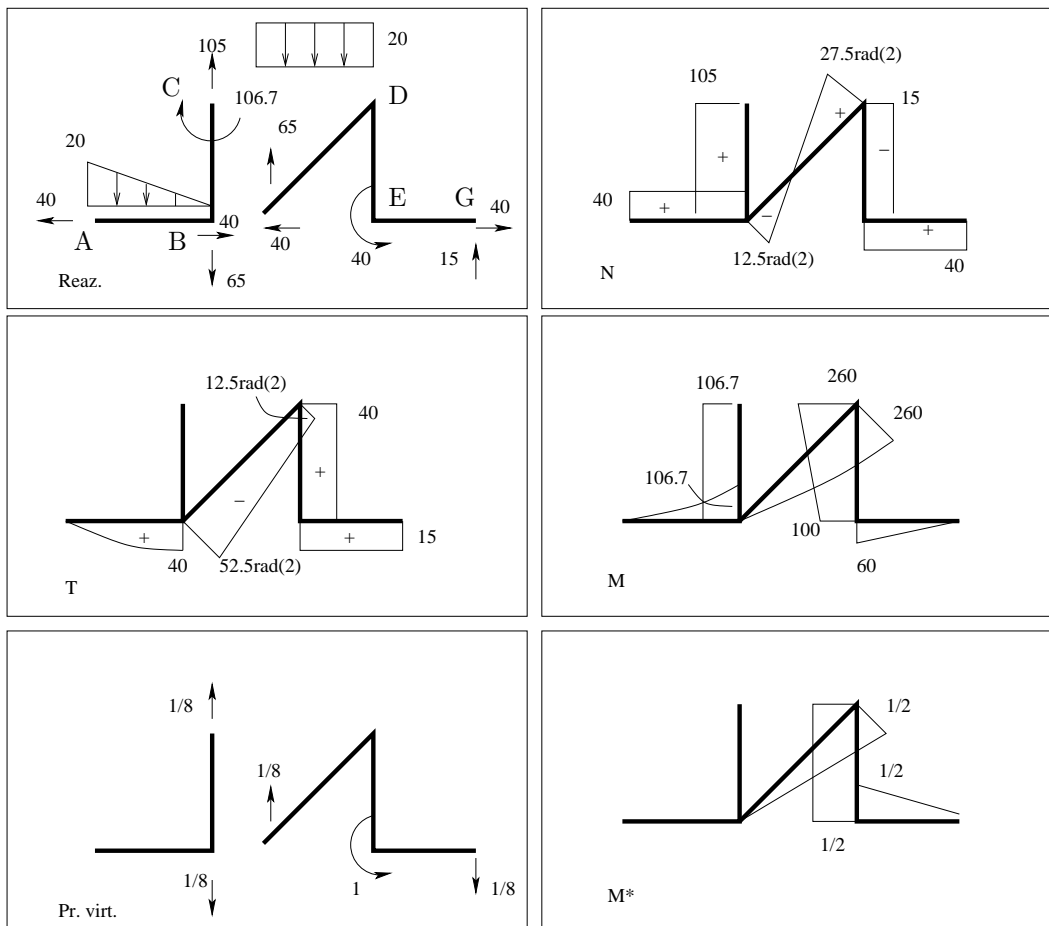 105
20
C
D
106.7
65
20
40
40
E
G
40
A
B
40
40
15
Reaz.
65
27.5rad(2)
105
15
+
+
−
40
+
−
+
12.5rad(2)
40
N
12.5rad(2)
40
+
−
+
+
15
40
52.5rad(2)
T
260
106.7
260
106.7
100
60
M
1/8
1/8
1/8
1
1/8
Pr. virt.
1/2
1/2
1/2
M*